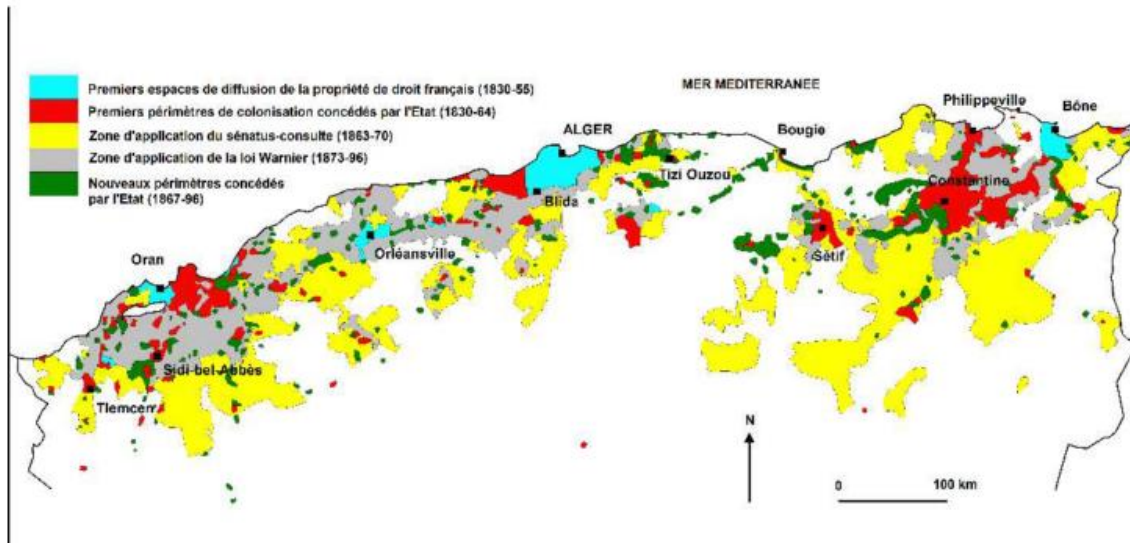 Premiers espaces de diffusion de la propriété de droit français (1830-55)
Premiers périmètres de colonisation concédés par l'Etat (1830-64)
Zone d'application du sénatus-consulte (1863-70)
Zone d'application de la loi Warnier (1873-96)
Nouveaux périmètres concédés
par l'Etat (1867-96)
MER MEDITERRANEE
Philippeville
Bône
ALGER
Bougie
Tizi Ouzou
Constantine
Blida
Orléansville
Sétif
Oran
Sidi-bel-Abbès
Tlemcen
N
0 100 km